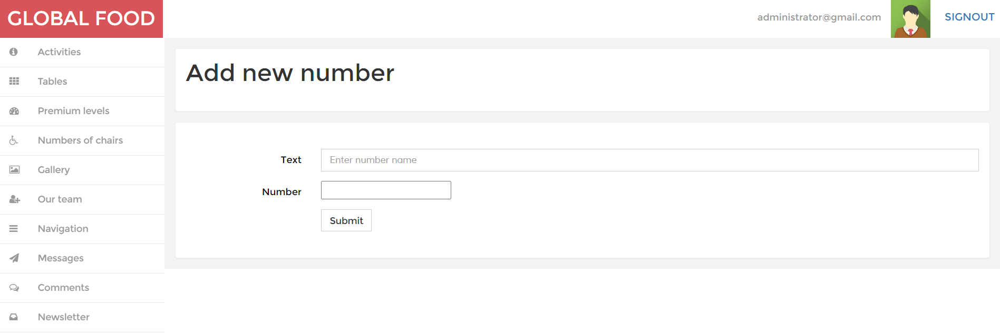 GLOBAL FOOD
administrator@gmail.com
SIGNOUT
Activities
Tables
Premium levels
Numbers of chairs
Gallery
Our team
Navigation
Messages
Comments
Newsletter
Add new number
Text
Enter number name
Number
Submit